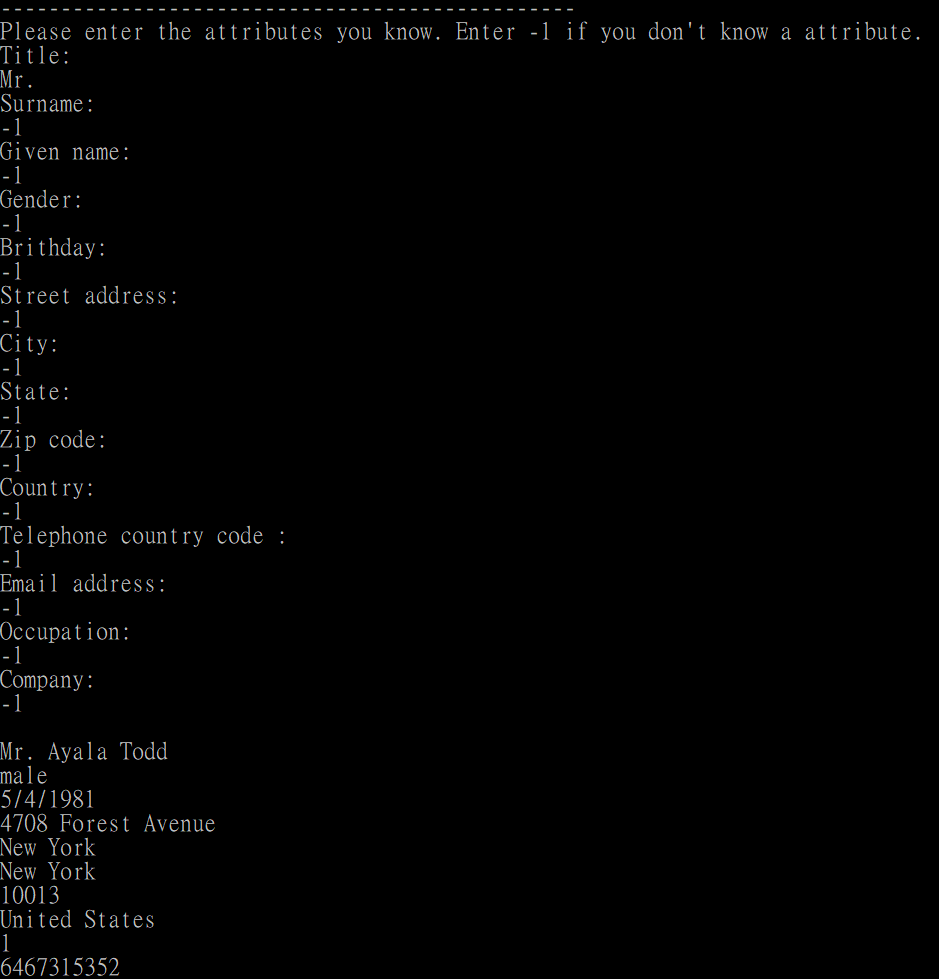 ------------------------------------------------
Please enter the attributes you know. Enter -1 if you don't know a attribute.
Title:
Mr.
Surname:
-1
Given name:
-1
Gender:
-1
Brithday:
-1
Street address:
-1
City:
-1
State:
-1
Zip code:
-1
Country:
-1
Telephone country code :
-1
Email address:
-1
Occupation:
-1
Company:
-1
Mr. Ayala Todd
male
5/4/1981
4708 Forest Avenue
New York
New York
10013
United States
1
6467315352